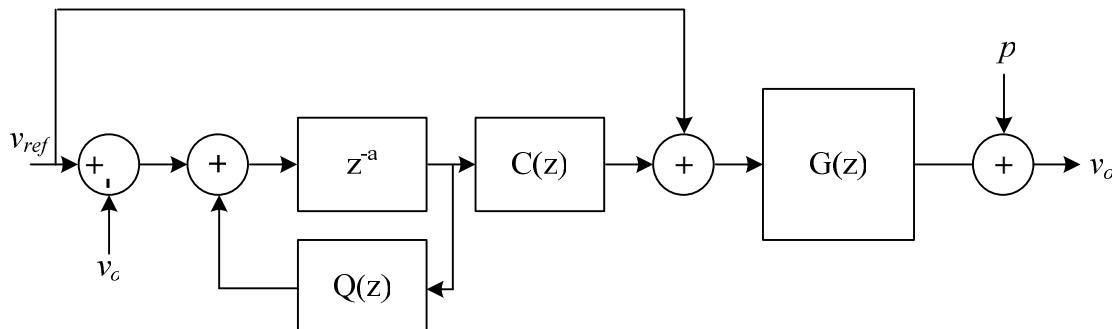 p
v_ref
+
-
+
z^-a
C(z)
+
G(z)
+
v_o
v_o
Q(z)